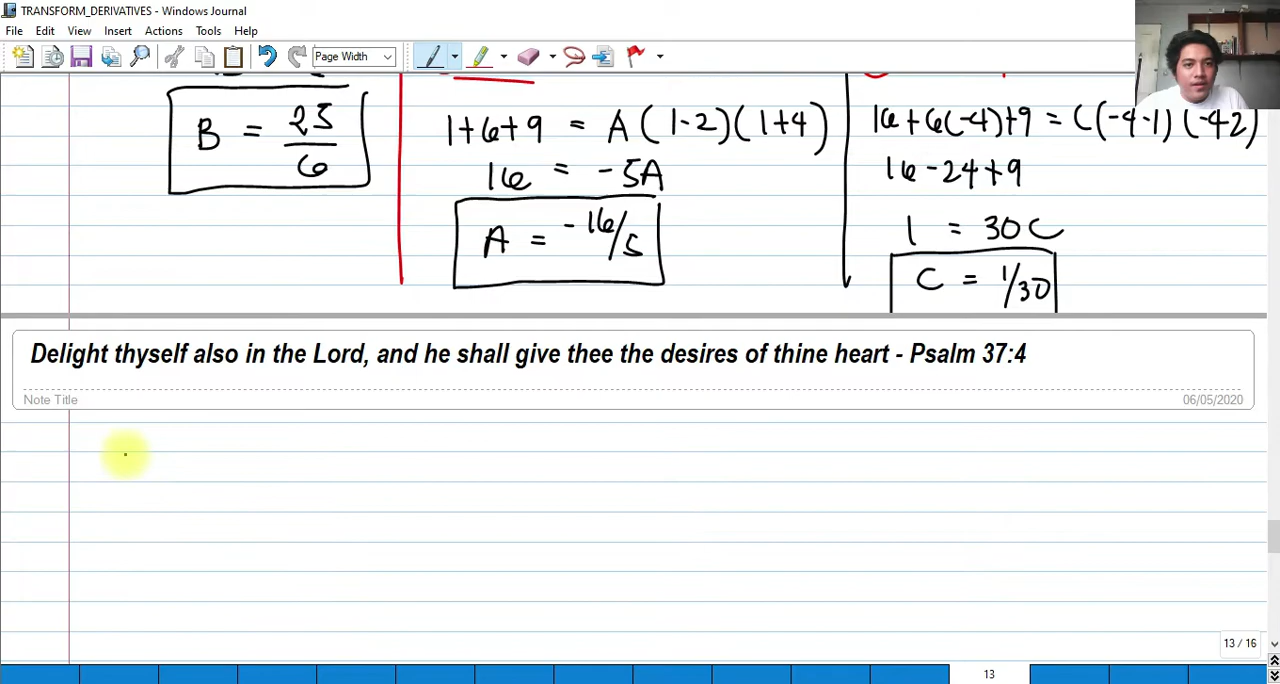 TRANSFORM_DERIVATIVES - Windows Journal
File Edit View Insert Actions Tools Help
Page Width
B = 25/6
1+6+9 = A(1-2)(1+4)
16 = -5A
A = -16/5
16+6(-4)+9 = C(-4-1)(-42)
16-24+9
1 = 30C
C = 1/30
Delight thyself also in the Lord, and he shall give thee the desires of thine heart - Psalm 37:4
Note Title
06/05/2020
13 / 16
13